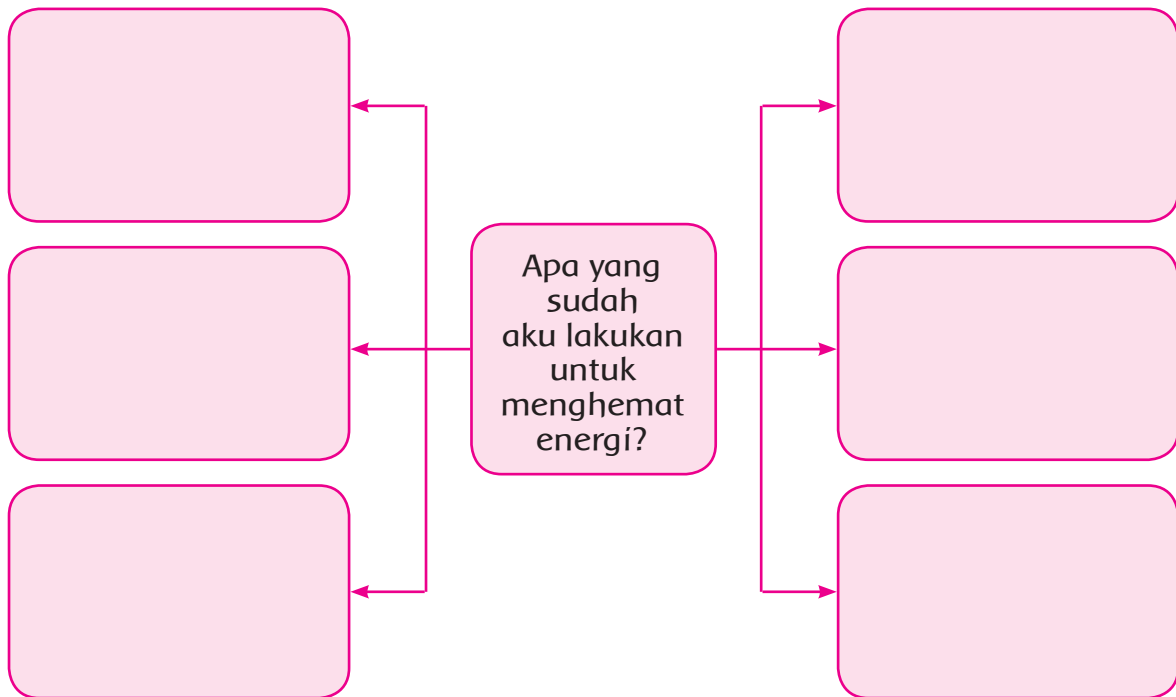 Apa yang
sudah
aku lakukan
untuk
menghemat
energi?